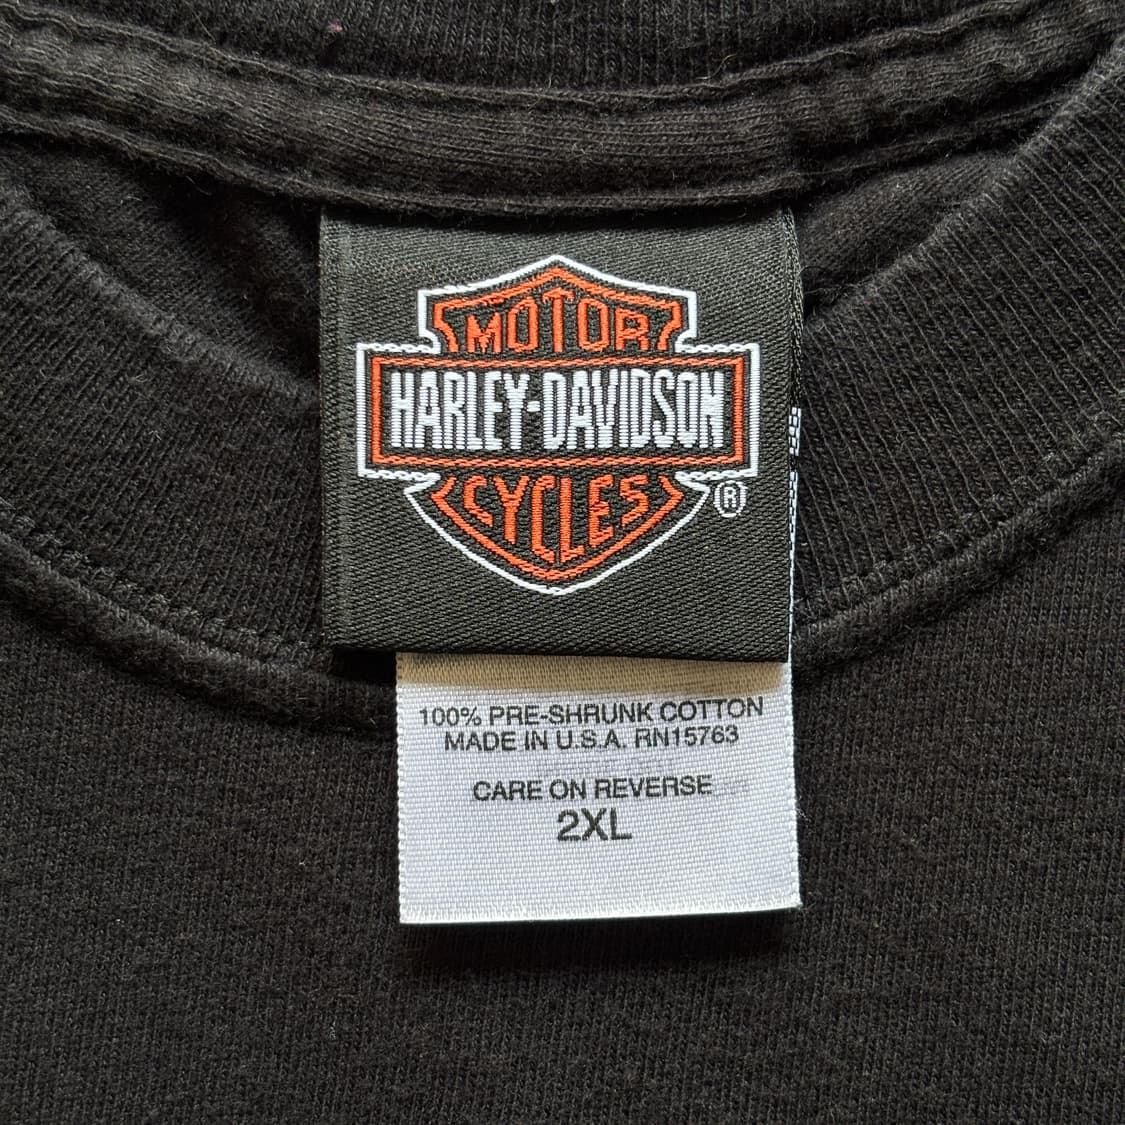 MOTOR
HARLEY-DAVIDSON
CYCLES
®
100% PRE-SHRUNK COTTON
MADE IN U.S.A. RN15763
CARE ON REVERSE
2XL